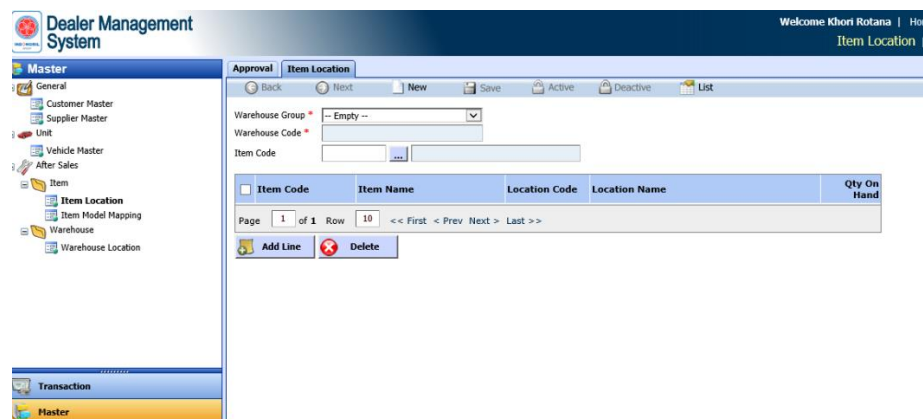 Dealer Management System
Welcome Khori Rotana |
Item Location
Master
General
Customer Master
Supplier Master
Unit
Vehicle Master
After Sales
Item
Item Location
Item Model Mapping
Warehouse
Warehouse Location
Transaction
Master
Approval Item Location
Back Next New Save Active Deactive List
Warehouse Group * -- Empty --
Warehouse Code *
Item Code ...
Item Code Item Name Location Code Location Name Qty On Hand
Page 1 of 1 Row 10 << First < Prev Next > Last >>
Add Line Delete